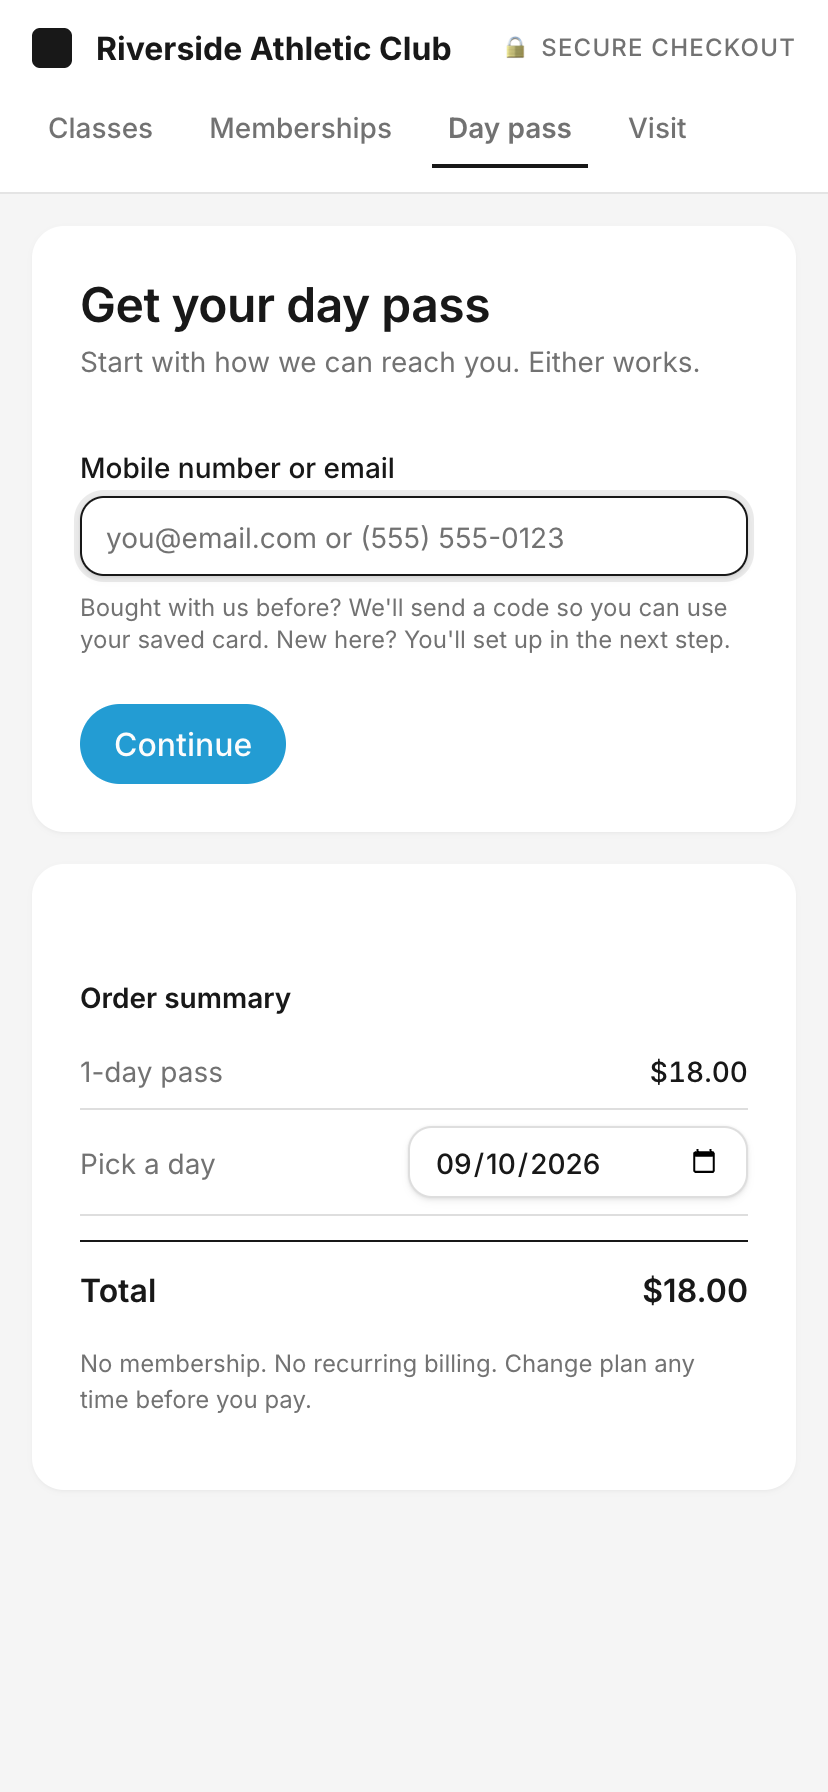 Riverside Athletic Club
SECURE CHECKOUT
Classes
Memberships
Day pass
Visit
Get your day pass
Start with how we can reach you. Either works.
Mobile number or email
you@email.com or (555) 555-0123
Bought with us before? We'll send a code so you can use
your saved card. New here? You'll set up in the next step.
Continue
Order summary
1-day pass $18.00
Pick a day 09/10/2026
Total $18.00
No membership. No recurring billing. Change plan any
time before you pay.